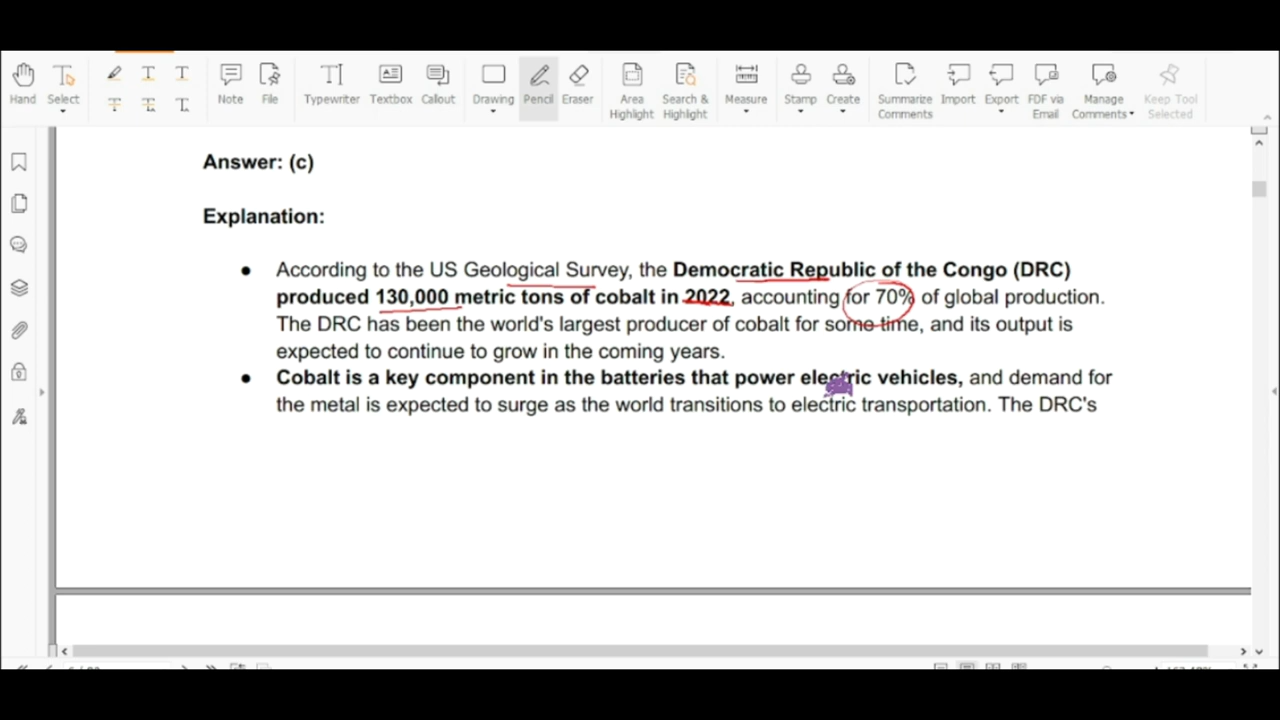 Hand
Select
Note
File
Typewriter
Textbox
Callout
Drawing
Pencil
Eraser
Area
Highlight
Search &
Highlight
Measure
Stamp
Create
Summarize
Comments
Import
Export
FDF via
Email
Manage
Comments
Keep Tool
Selected
Answer: (c)
Explanation:
● According to the US Geological Survey, the Democratic Republic of the Congo (DRC)
produced 130,000 metric tons of cobalt in 2022, accounting for 70% of global production.
The DRC has been the world's largest producer of cobalt for some time, and its output is
expected to continue to grow in the coming years.
● Cobalt is a key component in the batteries that power electric vehicles, and demand for
the metal is expected to surge as the world transitions to electric transportation. The DRC's